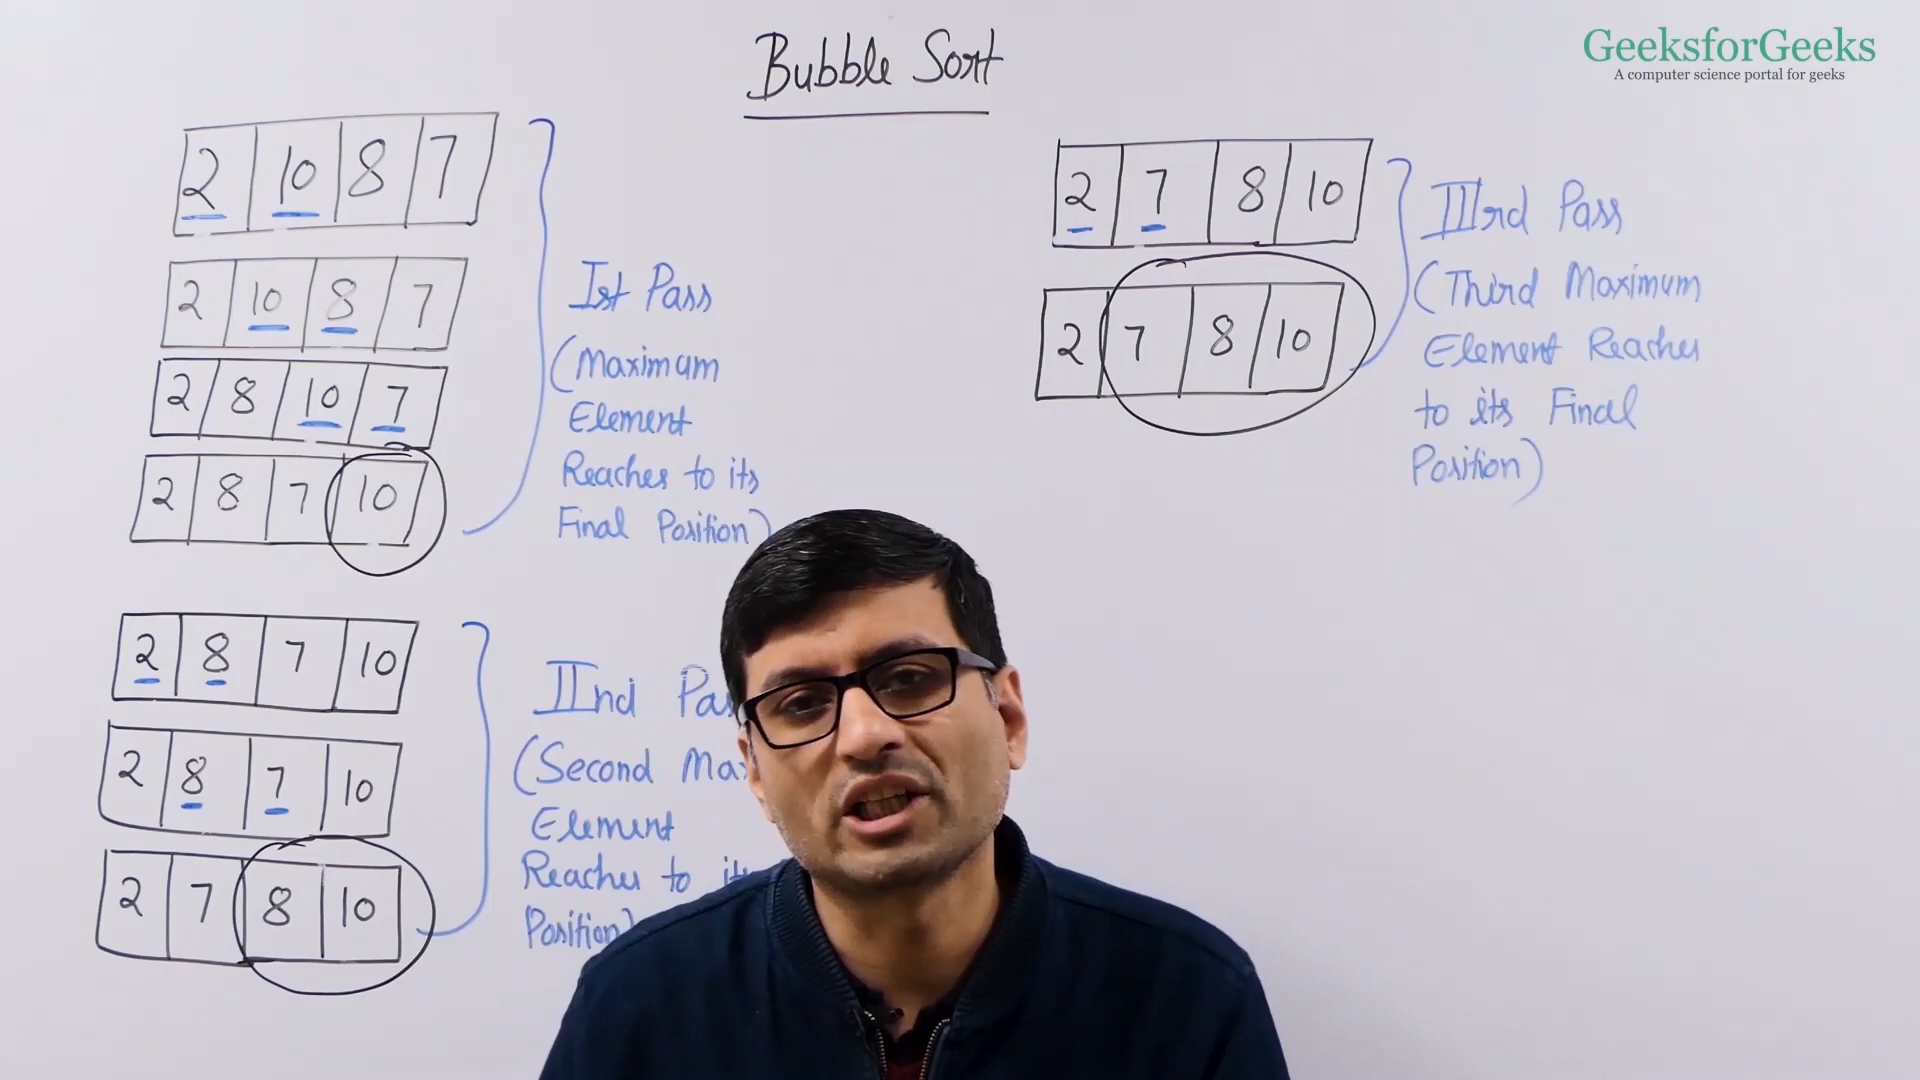 Bubble Sort
GeeksforGeeks
A computer science portal for geeks
2 10 8 7
2 10 8 7
2 8 10 7
2 8 7 10
Ist Pass
(Maximum
Element
Reaches to its
Final Position)
2 8 7 10
2 8 7 10
2 7 8 10
IInd
(Second
Element
Reaches to
Position)
2 7 8 10
2 7 8 10
IIIrd Pass
(Third Maximum
Element Reaches
to its Final
Position)